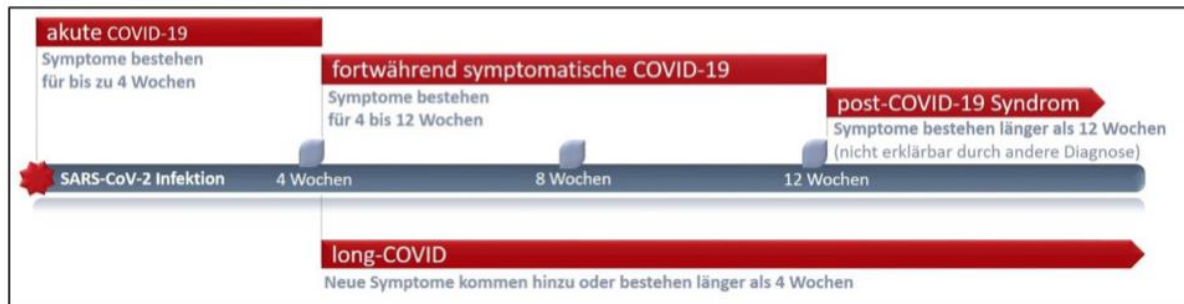 akute COVID-19
Symptome bestehen
für bis zu 4 Wochen
fortwährend symptomatische COVID-19
Symptome bestehen
für 4 bis 12 Wochen
post-COVID-19 Syndrom
Symptome bestehen länger als 12 Wochen
(nicht erklärbar durch andere Diagnose)
SARS-CoV-2 Infektion
4 Wochen
8 Wochen
12 Wochen
long-COVID
Neue Symptome kommen hinzu oder bestehen länger als 4 Wochen